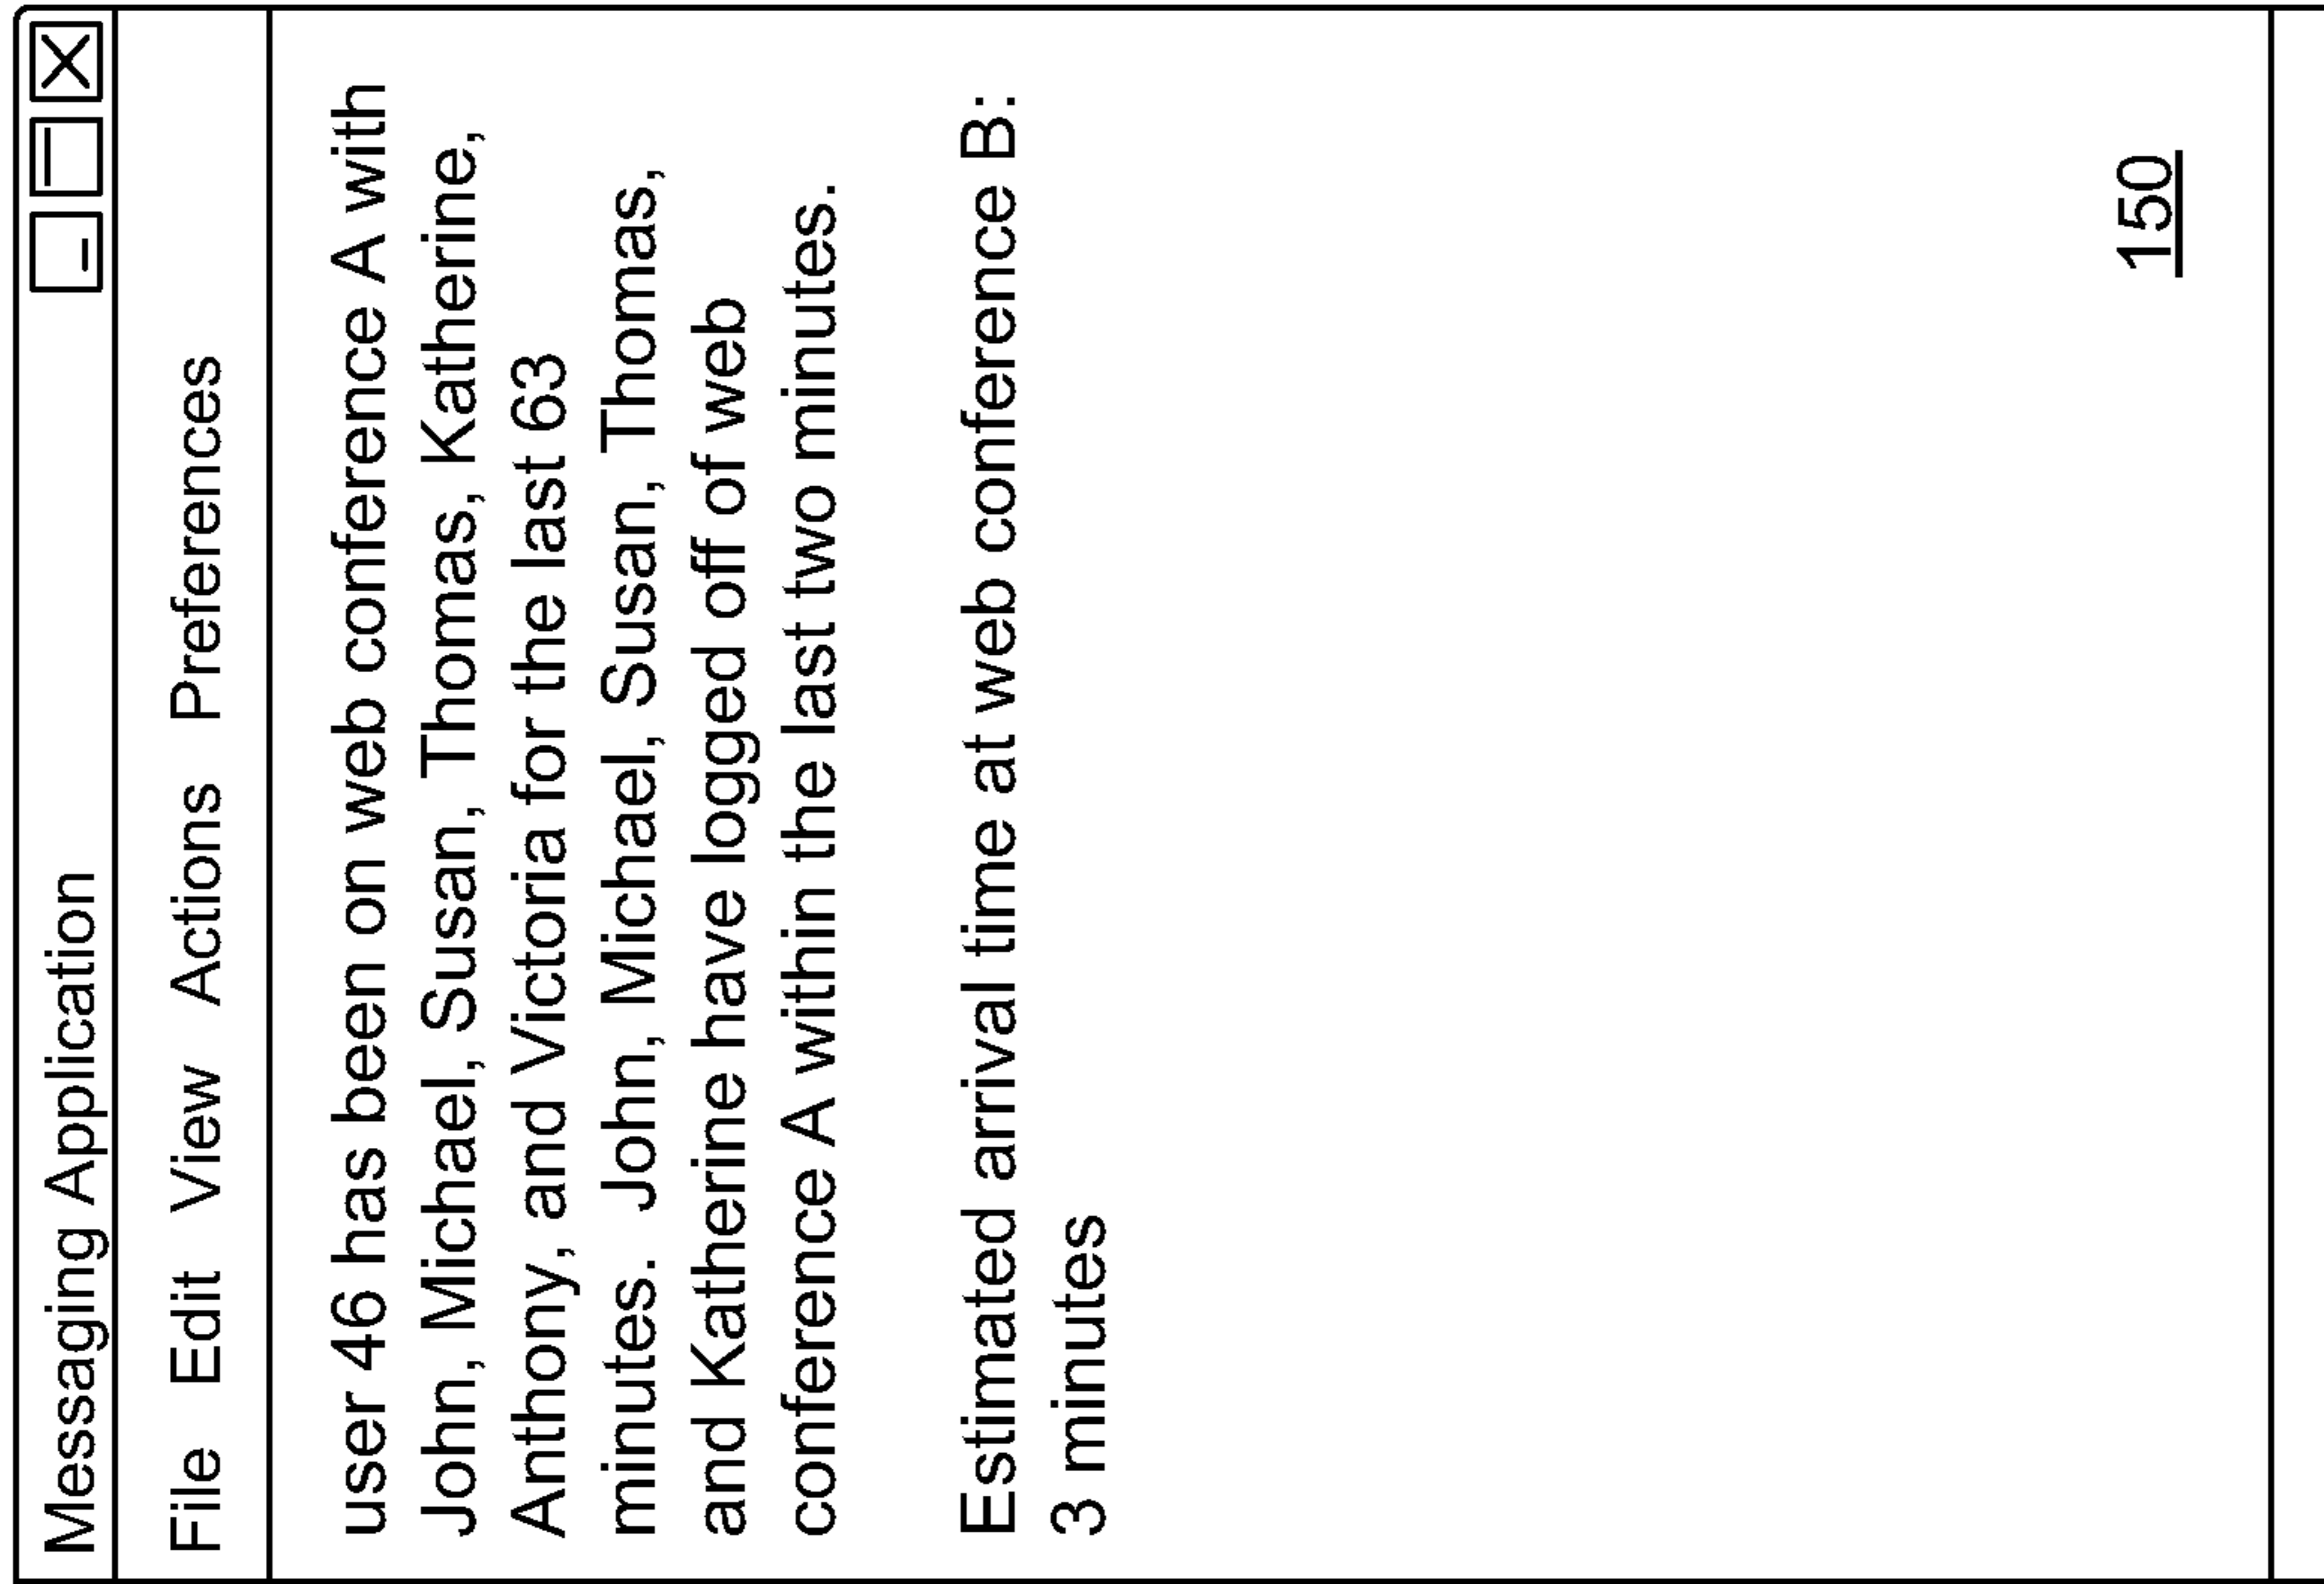 Messaging Application
File Edit View Actions Preferences
user 46 has been on web conference A with
John, Michael, Susan, Thomas, Katherine,
Anthony, and Victoria for the last 63
minutes. John, Michael, Susan, Thomas,
and Katherine have logged off of web
conference A within the last two minutes.
Estimated arrival time at web conference B:
3 minutes
150